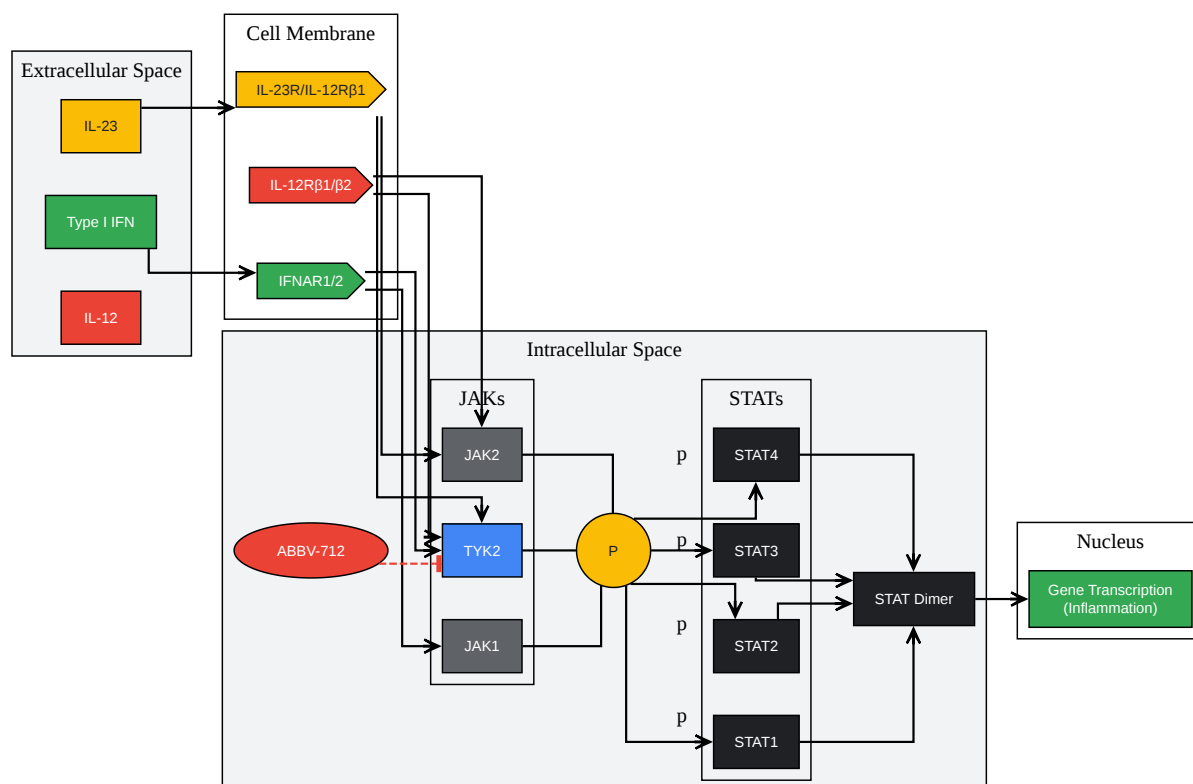 Extracellular Space
IL-23
Type I IFN
IL-12
Cell Membrane
IL-23R/IL-12Rβ1
IL-12Rβ1/β2
IFNAR1/2
Intracellular Space
JAKs
JAK2
TYK2
JAK1
ABBV-712
P
STATs
p
STAT4
p
STAT3
p
STAT2
p
STAT1
STAT Dimer
Nucleus
Gene Transcription
(Inflammation)